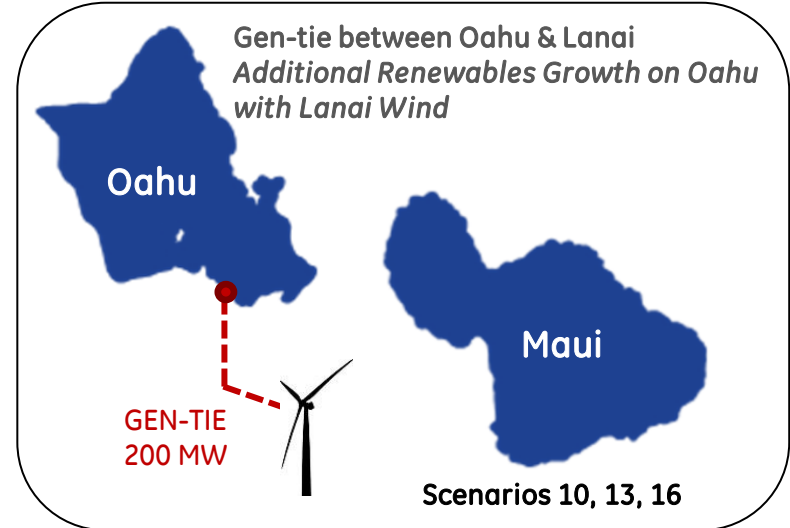 Gen-tie between Oahu & Lanai
Additional Renewables Growth on Oahu
with Lanai Wind
Oahu
Maui
GEN-TIE
200 MW
Scenarios 10, 13, 16